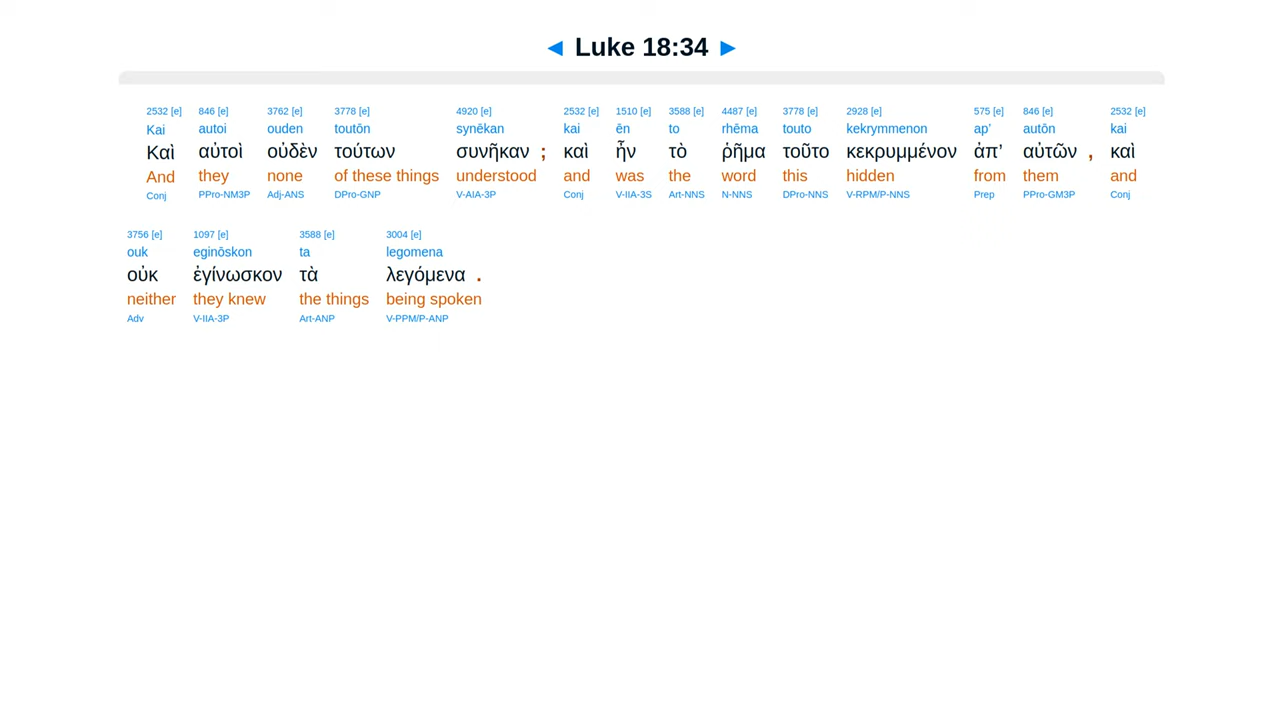 ◄ Luke 18:34 ►
2532 [e] 846 [e] 3762 [e] 3778 [e] 4920 [e] 2532 [e] 1510 [e] 3588 [e] 4487 [e] 3778 [e] 2928 [e] 575 [e] 846 [e] 2532 [e]
Kai autoi ouden toutōn synēkan kai ēn to rhēma touto kekrymmenon ap’ autōn kai
Καὶ αὐτοὶ οὐδὲν τούτων συνῆκαν ; καὶ ἦν τὸ ῥῆμα τοῦτο κεκρυμμένον ἀπ’ αὐτῶν , καὶ
And they none of these things understood and was the word this hidden from them and
Conj PPro-NM3P Adj-ANS DPro-GNP V-AIA-3P Conj V-IIA-3S Art-NNS N-NNS DPro-NNS V-RPM/P-NNS Prep PPro-GM3P Conj
3756 [e] 1097 [e] 3588 [e] 3004 [e]
ouk eginōskon ta legomena
οὐκ ἐγίνωσκον τὰ λεγόμενα .
neither they knew the things being spoken
Adv V-IIA-3P Art-ANP V-PPM/P-ANP